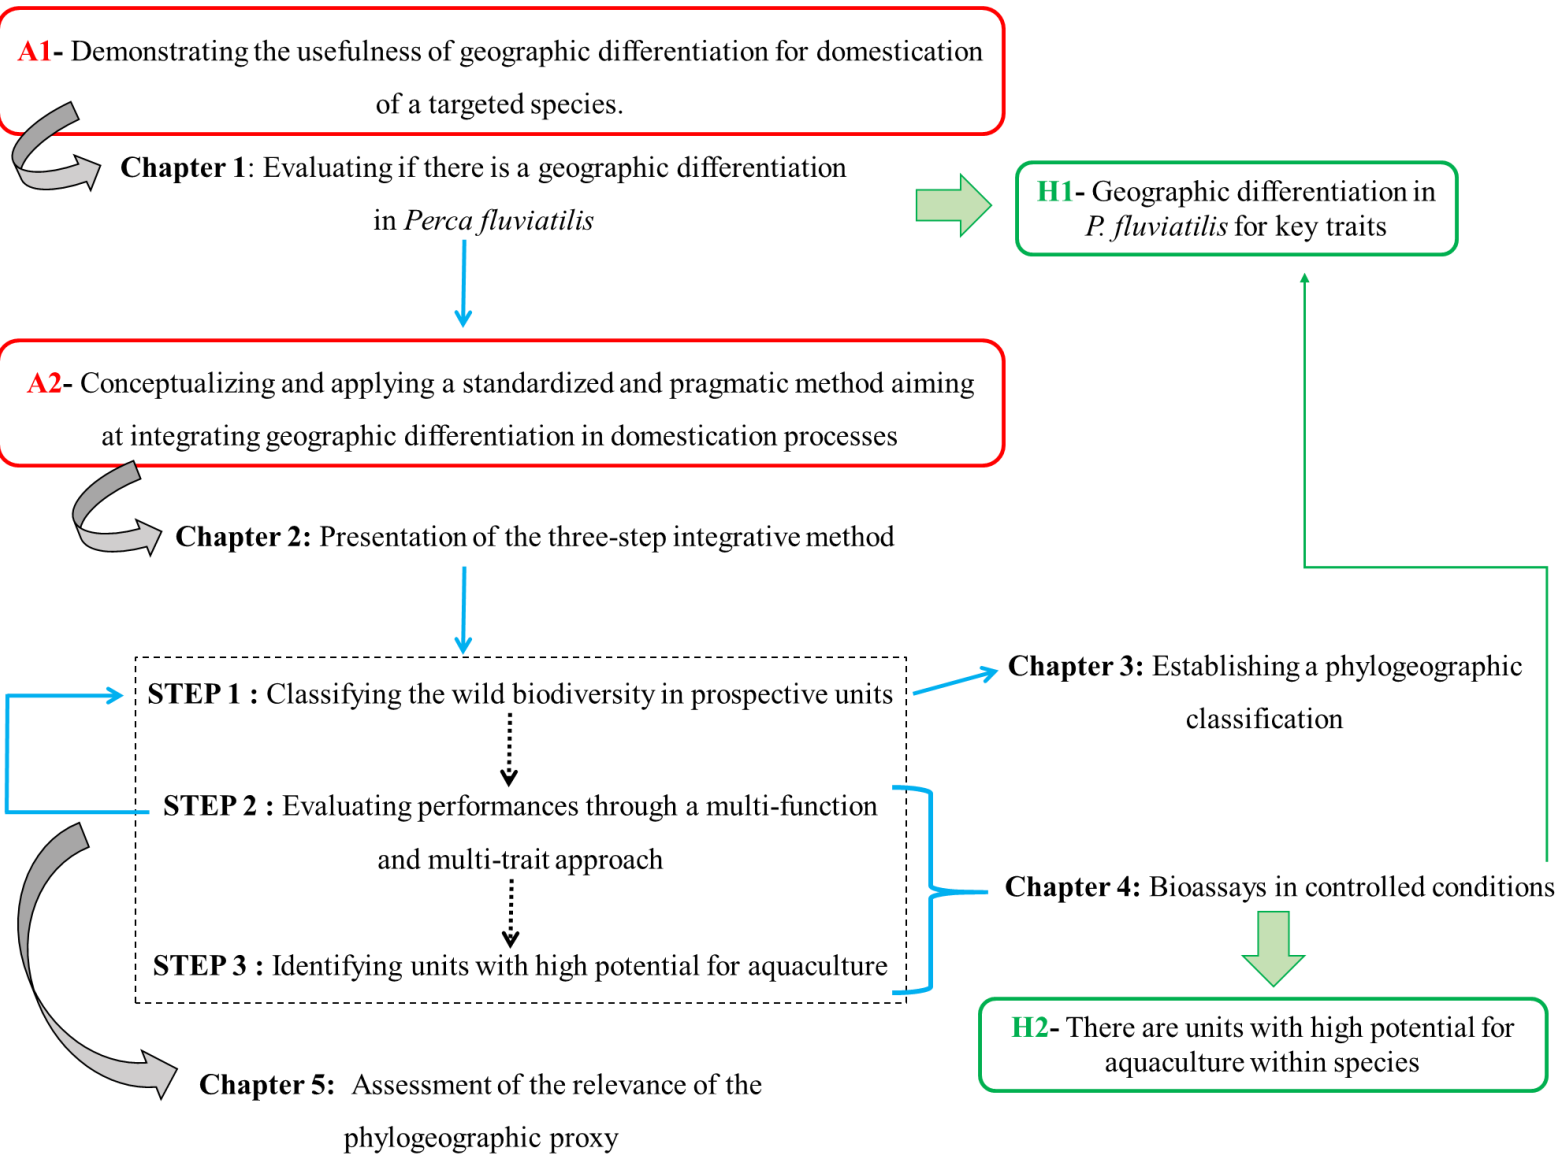 A1- Demonstrating the usefulness of geographic differentiation for domestication
of a targeted species.
Chapter 1: Evaluating if there is a geographic differentiation
in Perca fluviatilis
H1- Geographic differentiation in
P. fluviatilis for key traits
A2- Conceptualizing and applying a standardized and pragmatic method aiming
at integrating geographic differentiation in domestication processes
Chapter 2: Presentation of the three-step integrative method
STEP 1 : Classifying the wild biodiversity in prospective units
Chapter 3: Establishing a phylogeographic
classification
STEP 2 : Evaluating performances through a multi-function
and multi-trait approach
Chapter 4: Bioassays in controlled conditions
STEP 3 : Identifying units with high potential for aquaculture
H2- There are units with high potential for
aquaculture within species
Chapter 5: Assessment of the relevance of the
phylogeographic proxy